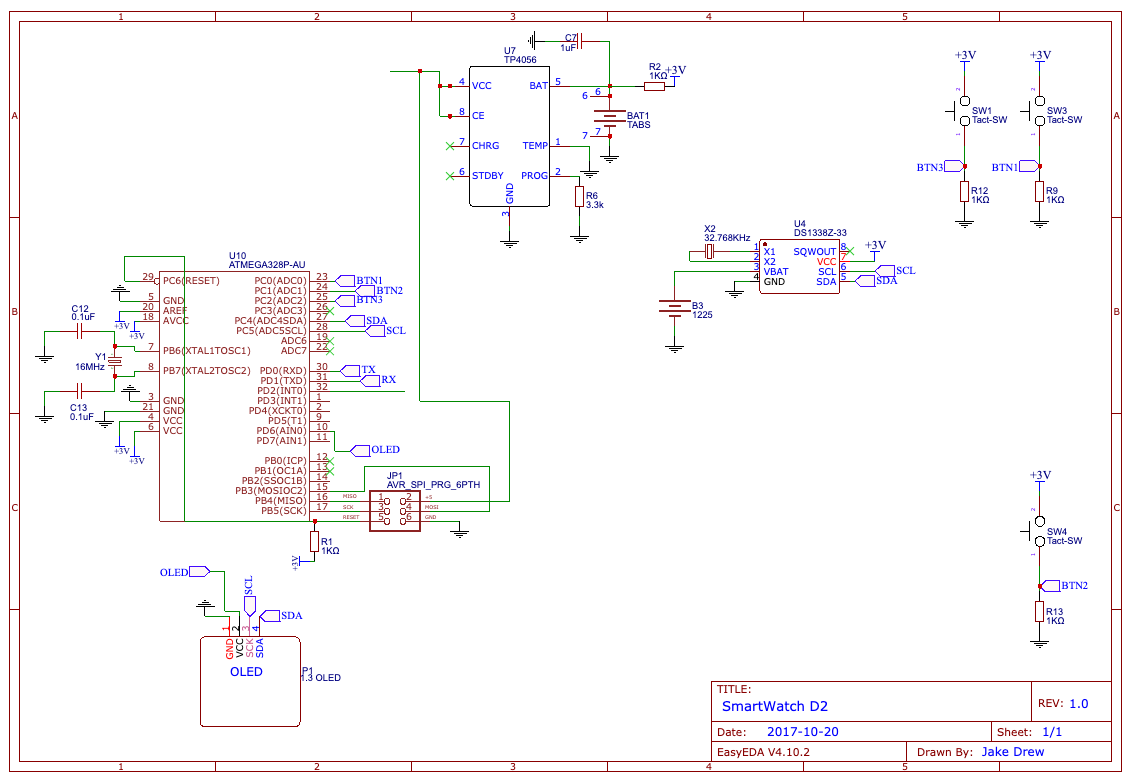 1 2 3 4 5
A A
B B
C C
1 2 3 4 5
C7
1uF
U7
TP4056
4 VCC
8 CE
7 CHRG
6 STDBY
BAT 5
TEMP 1
PROG 2
GND
3
R2
1KΩ
+3V
6 6
BAT1
TABS
7 7
R6
3.3k
+3V
2
SW1
Tact-SW
1
BTN3
R12
1KΩ
+3V
2
SW3
Tact-SW
1
BTN1
R9
1KΩ
X2
32.768KHz
U4
DS1338Z-33
1 X1
2 X2
3 VBAT
4 GND
SQWOUT 8
VCC 7
SCL 6
SDA 5
+3V
SCL
SDA
B3
1225
U10
ATMEGA328P-AU
29 PC6(RESET)
5 GND
20 AREF
18 AVCC
+3V
+3V
7 PB6(XTAL1TOSC1)
8 PB7(XTAL2TOSC2)
3 GND
21 GND
4 VCC
6 VCC
+3V
+3V
C12
0.1uF
Y1
16MHz
C13
0.1uF
PC0(ADC0) 23 BTN1
PC1(ADC1) 24 BTN2
PC2(ADC2) 25 BTN3
PC3(ADC3) 26
PC4(ADC4SDA) 27 SDA
PC5(ADC5SCL) 28 SCL
ADC6 19
ADC7 22
PD0(RXD) 30 TX
PD1(TXD) 31 RX
PD2(INT0) 32
PD3(INT1) 1
PD4(XCKT0) 2
PD5(T1) 9
PD6(AIN0) 10
PD7(AIN1) 11
OLED
PB0(ICP) 12
PB1(OC1A) 13
PB2(SSOC1B) 14
PB3(MOSIOC2) 15
PB4(MISO) 16
PB5(SCK) 17
JP1
AVR_SPI_PRG_6PTH
MISO 1 2 +5
SCK 3 4 MOSI
RESET 5 6 GND
R1
1KΩ
+3V
OLED
SCL
SDA
1 2 3 4
GND VCC SCK SDA
OLED
P1
1.3 OLED
+3V
2
SW4
Tact-SW
1
BTN2
R13
1KΩ
TITLE:
SmartWatch D2
REV: 1.0
Date: 2017-10-20
Sheet: 1/1
EasyEDA V4.10.2
Drawn By: Jake Drew